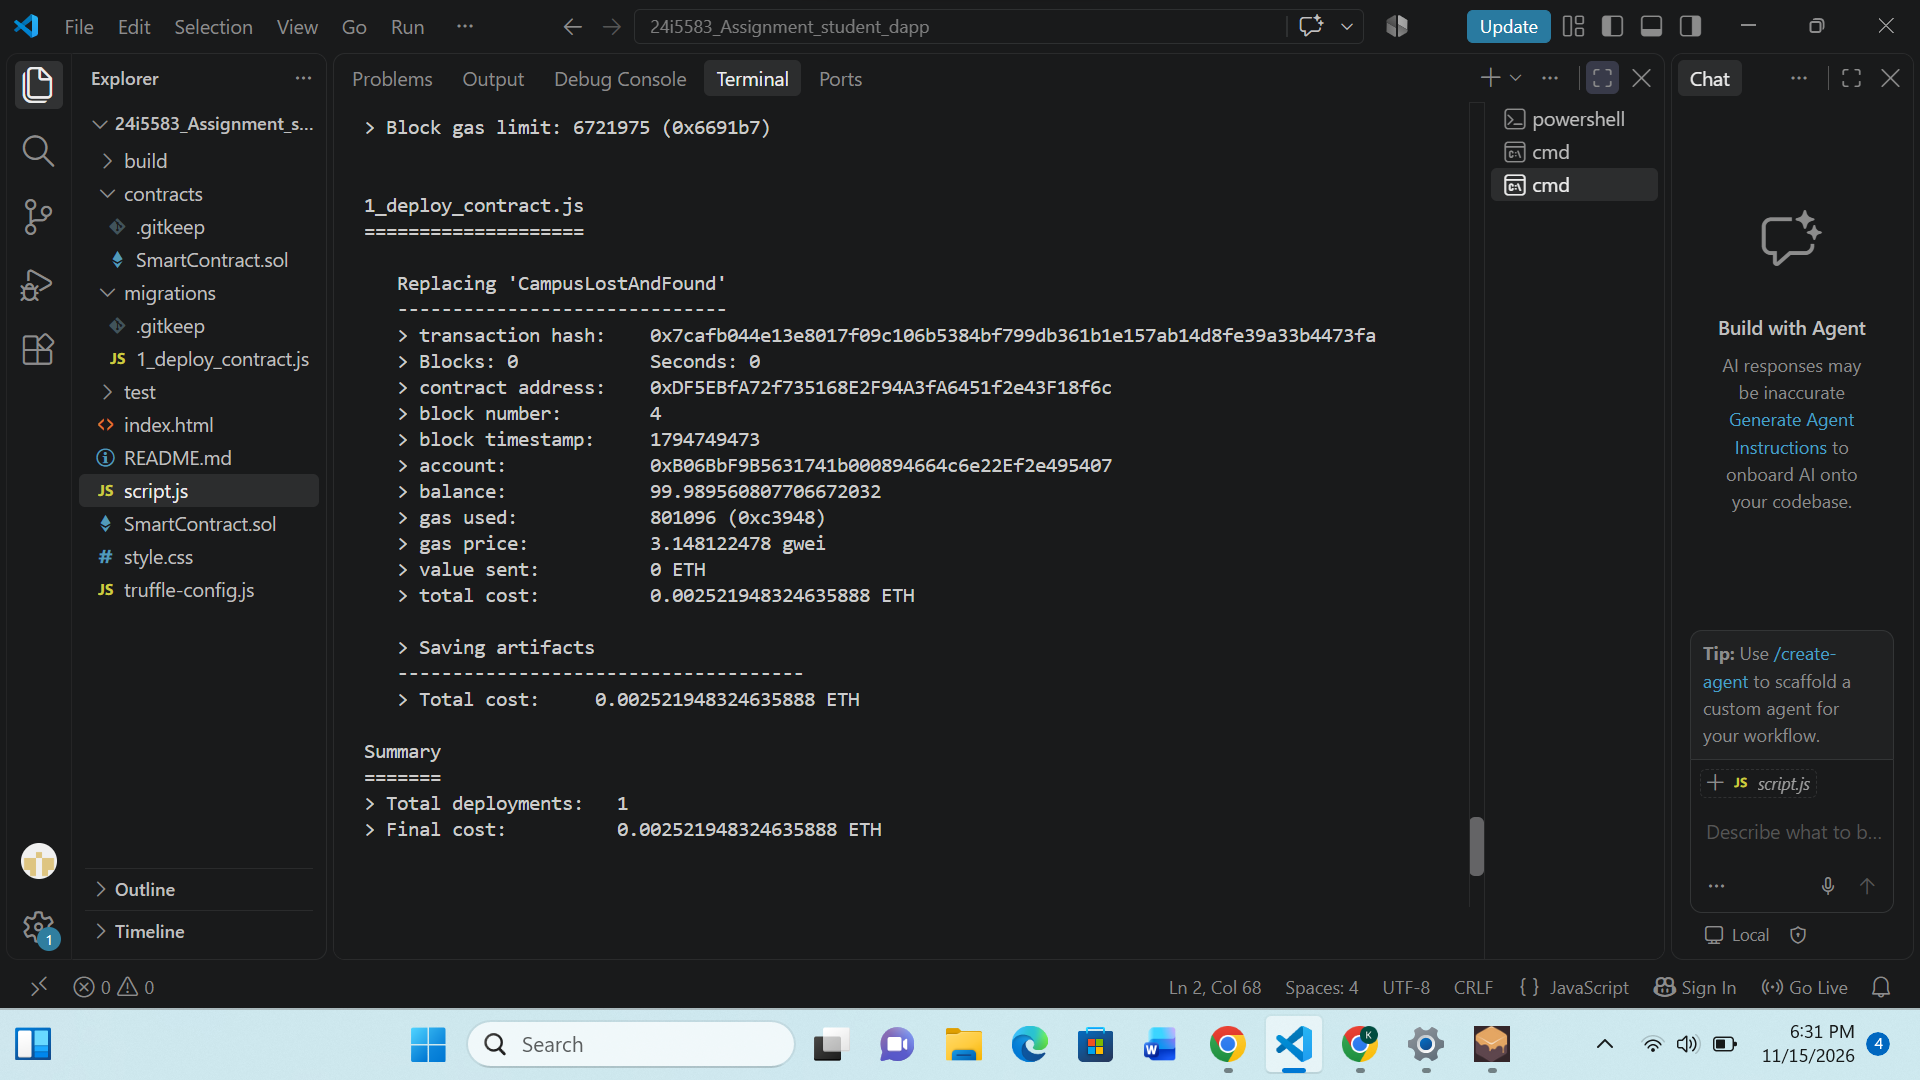 File Edit Selection View Go Run ···
24i5583_Assignment_student_dapp
Update
Explorer
24i5583_Assignment_s...
build
contracts
.gitkeep
SmartContract.sol
migrations
.gitkeep
JS 1_deploy_contract.js
test
<> index.html
README.md
JS script.js
SmartContract.sol
# style.css
JS truffle-config.js
Outline
Timeline
1
Problems Output Debug Console Terminal Ports
> Block gas limit: 6721975 (0x6691b7)
1_deploy_contract.js
====================
Replacing 'CampusLostAndFound'
------------------------------
> transaction hash: 0x7cafb044e13e8017f09c106b5384bf799db361b1e157ab14d8fe39a33b4473fa
> Blocks: 0 Seconds: 0
> contract address: 0xDF5EBfA72f735168E2F94A3fA6451f2e43F18f6c
> block number: 4
> block timestamp: 1794749473
> account: 0xB06BbF9B5631741b000894664c6e22Ef2e495407
> balance: 99.989560807706672032
> gas used: 801096 (0xc3948)
> gas price: 3.148122478 gwei
> value sent: 0 ETH
> total cost: 0.002521948324635888 ETH
> Saving artifacts
-------------------------------------
> Total cost: 0.002521948324635888 ETH
Summary
=======
> Total deployments: 1
> Final cost: 0.002521948324635888 ETH
powershell
cmd
cmd
Chat
Build with Agent
AI responses may
be inaccurate
Generate Agent
Instructions to
onboard AI onto
your codebase.
Tip: Use /create-
agent to scaffold a
custom agent for
your workflow.
JS script.js
Describe what to b...
Local
0 0
Ln 2, Col 68 Spaces: 4 UTF-8 CRLF { } JavaScript Sign In Go Live
Search
W
K
6:31 PM
11/15/2026
4